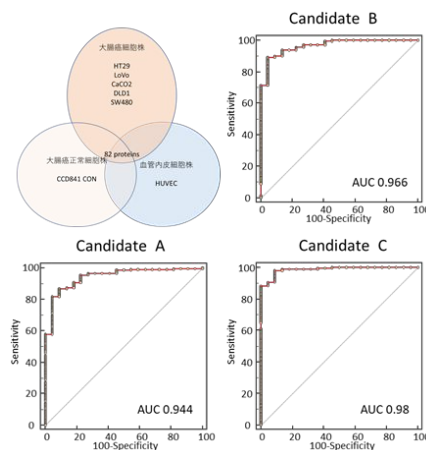 大腸癌細胞株
HT29
LoVo
CaCO2
DLD1
SW480
82 proteins
大腸癌正常細胞株
CCD841 CON
血管内皮細胞株
HUVEC
Candidate B
Sensitivity
100
80
60
40
20
0
0 20 40 60 80 100
100-Specificity
AUC 0.966
Candidate A
Sensitivity
100
80
60
40
20
0
0 20 40 60 80 100
100-Specificity
AUC 0.944
Candidate C
Sensitivity
100
80
60
40
20
0
0 20 40 60 80 100
100-Specificity
AUC 0.98